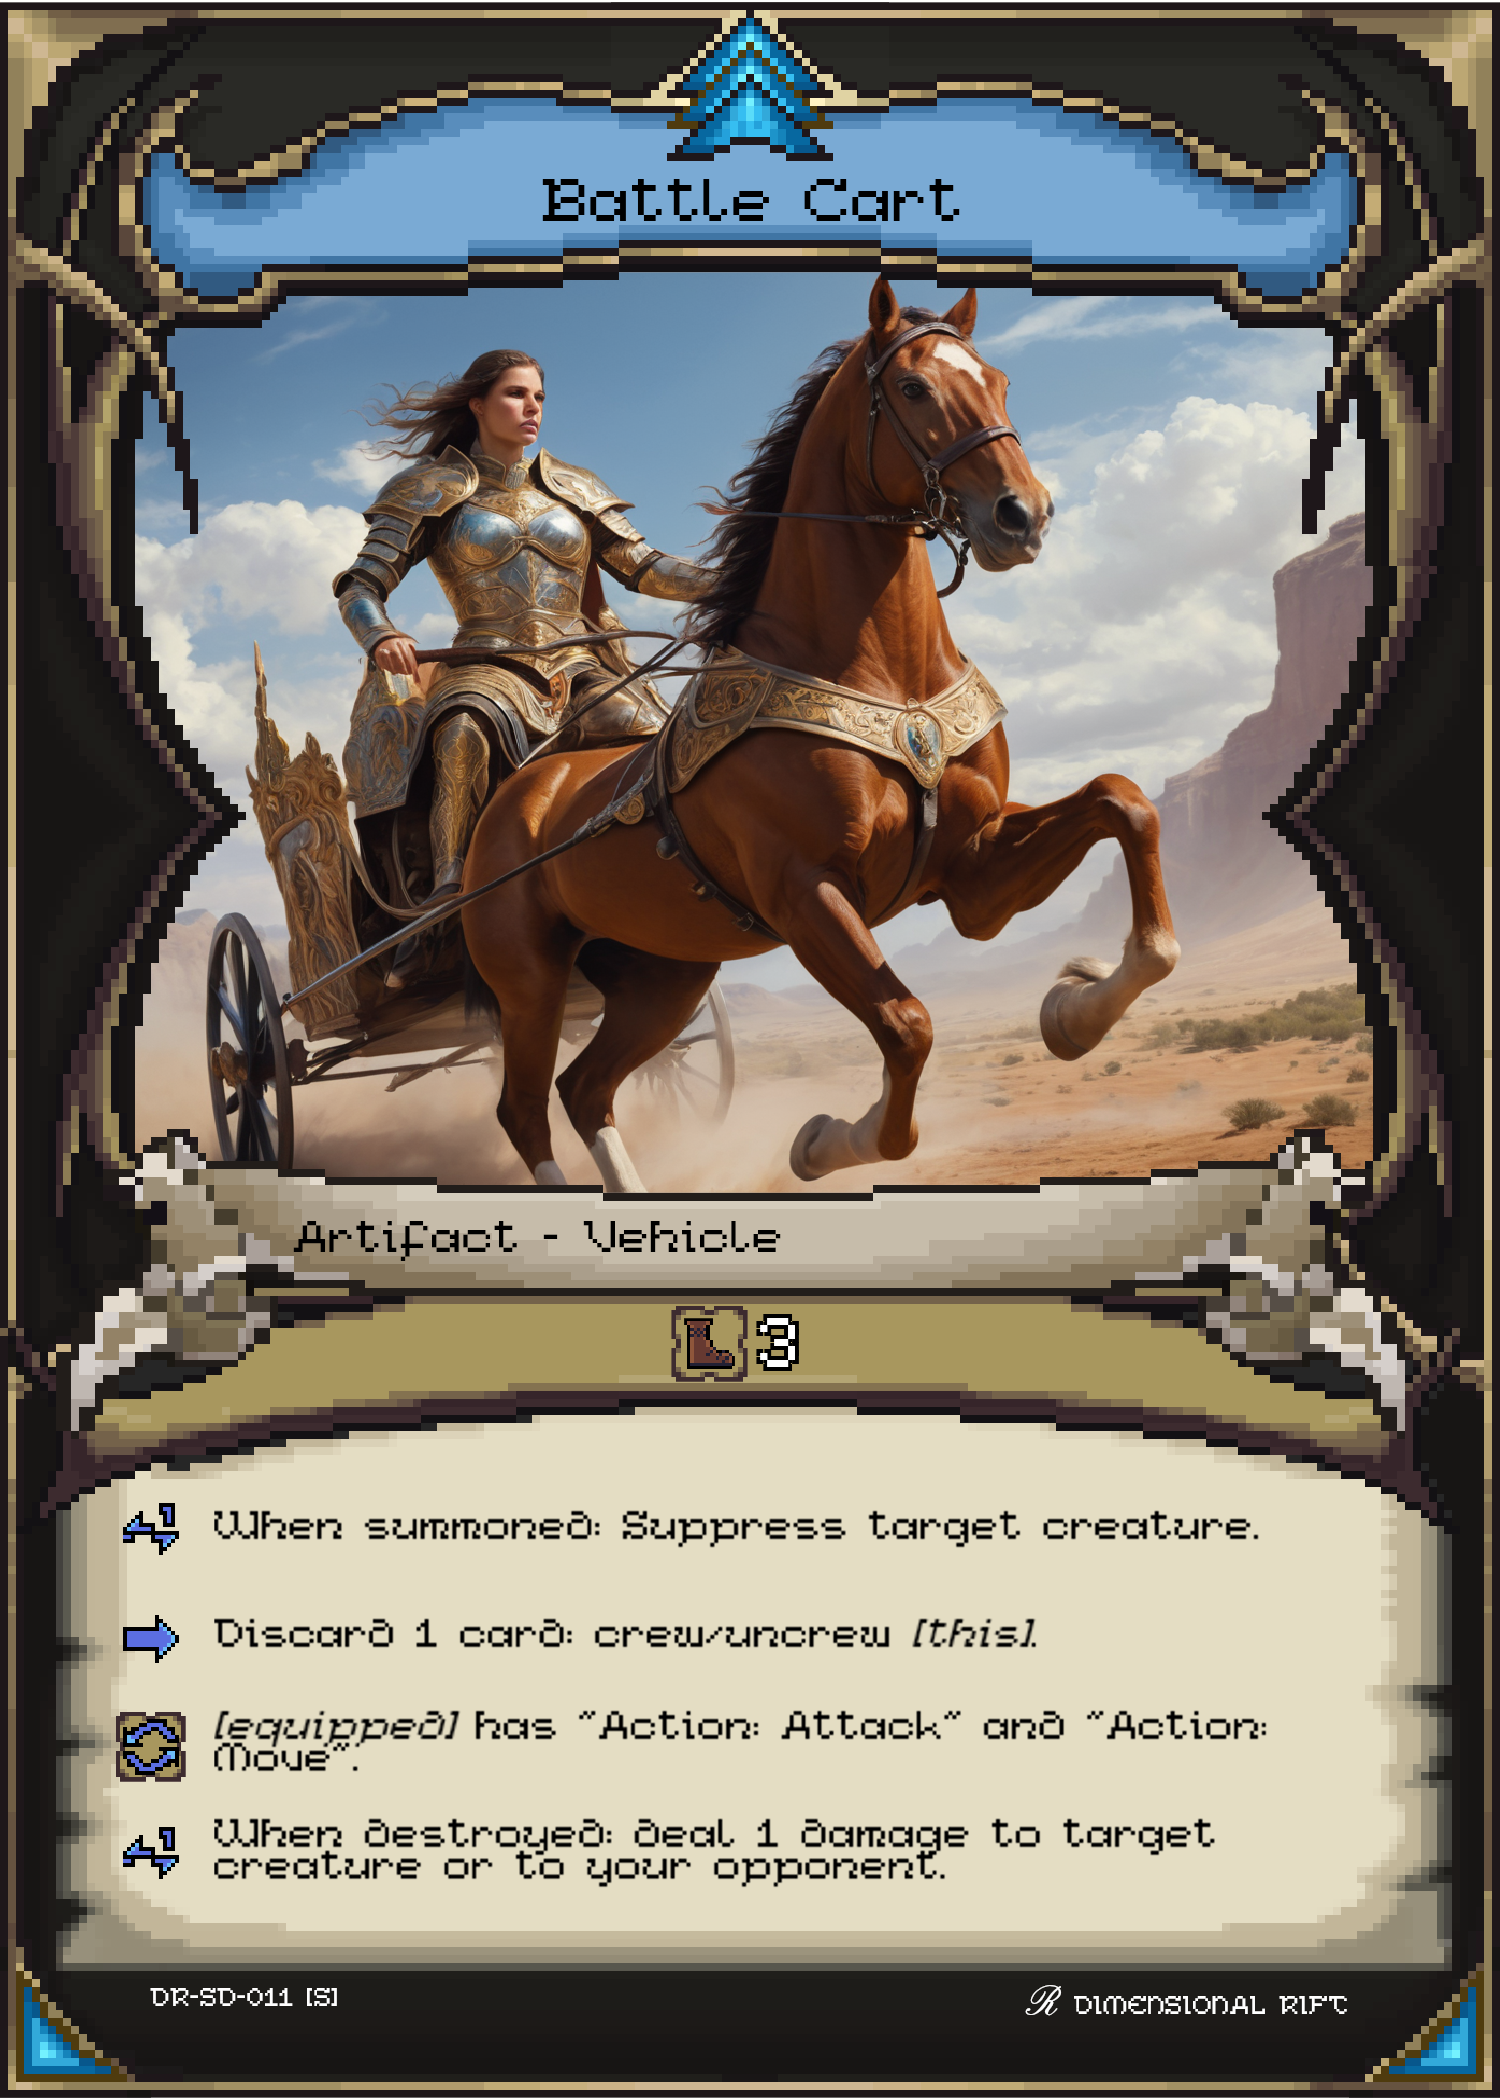 Battle Cart
Artifact - Vehicle
3
When summoned: Suppress target creature.
Discard 1 card: crew/uncrew [this].
[equipped] has "Action: Attack" and "Action:
Move".
When destroyed: deal 1 damage to target
creature or to your opponent.
DR-SD-011 [S]
R DIMENSIONAL RIFT